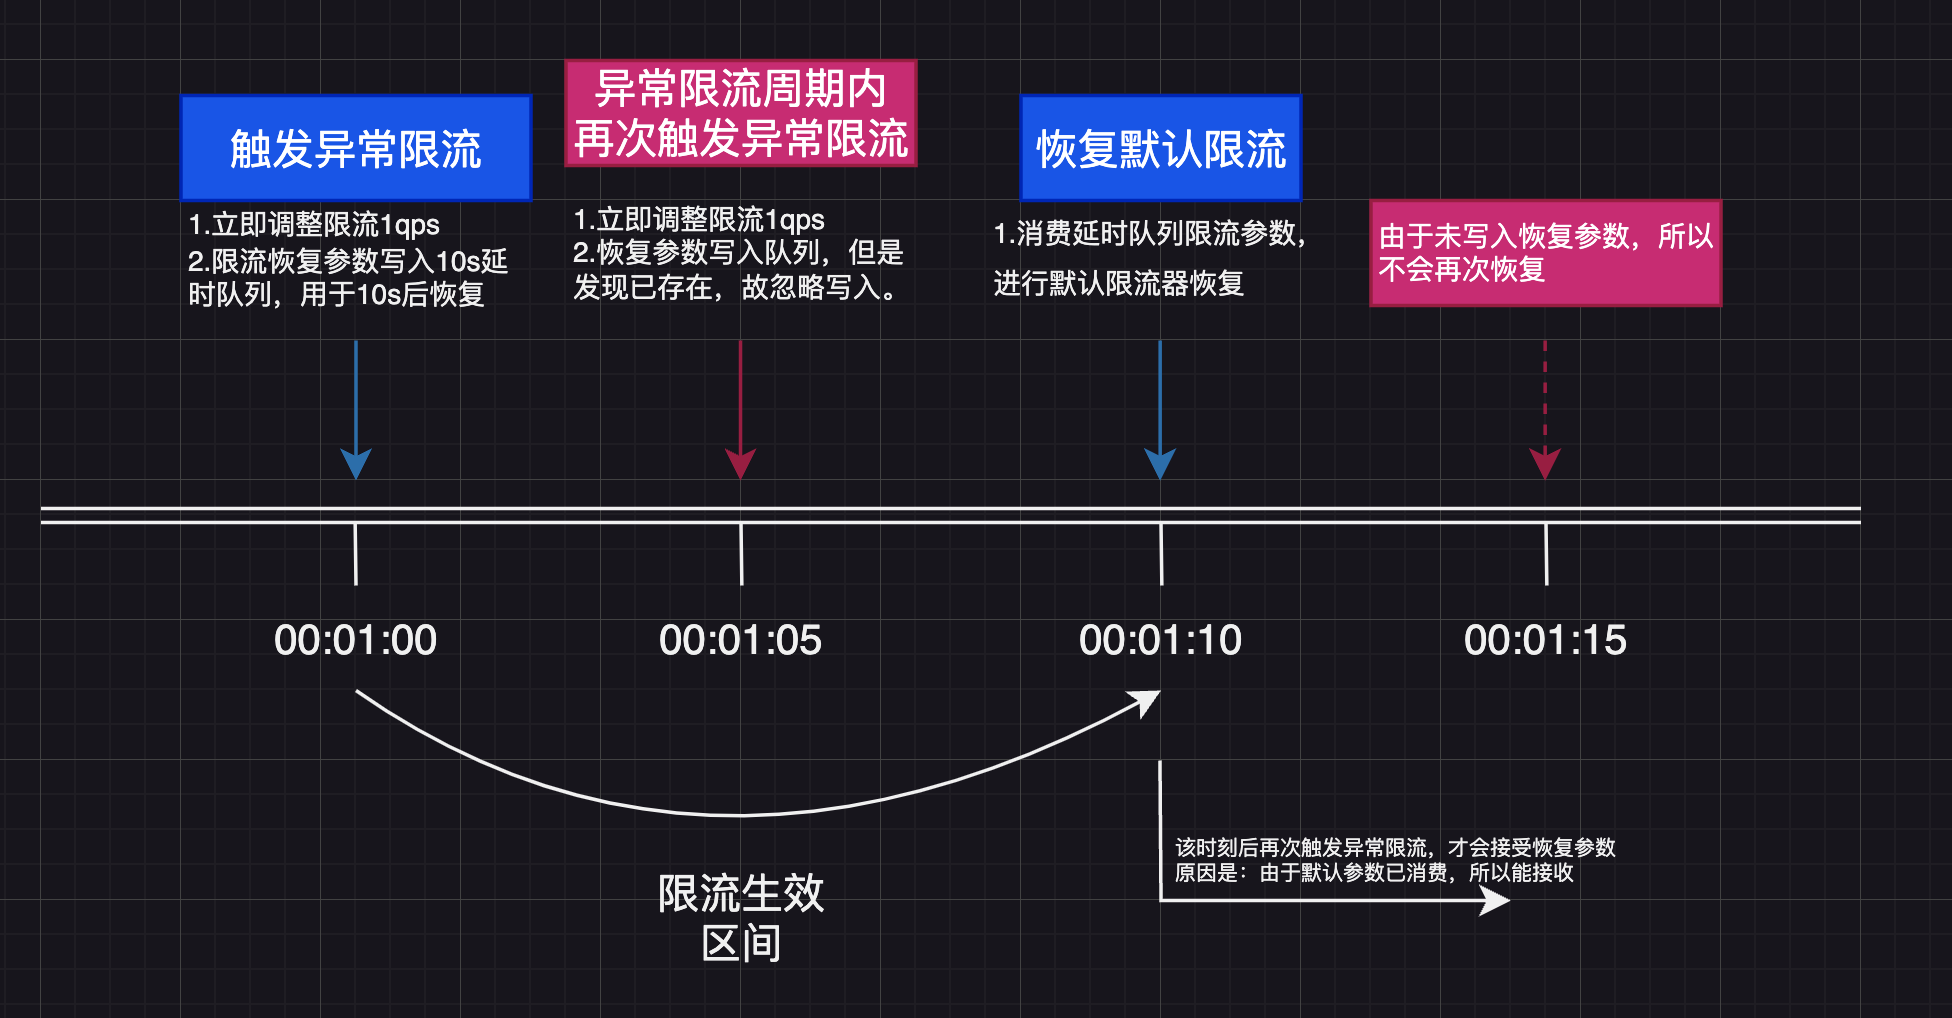 触发异常限流
1.立即调整限流1qps
2.限流恢复参数写入10s延
时队列，用于10s后恢复
异常限流周期内
再次触发异常限流
1.立即调整限流1qps
2.恢复参数写入队列，但是
发现已存在，故忽略写入。
恢复默认限流
1.消费延时队列限流参数，
进行默认限流器恢复
由于未写入恢复参数，所以
不会再次恢复
00:01:00
00:01:05
00:01:10
00:01:15
限流生效
区间
该时刻后再次触发异常限流，才会接受恢复参数
原因是：由于默认参数已消费，所以能接收